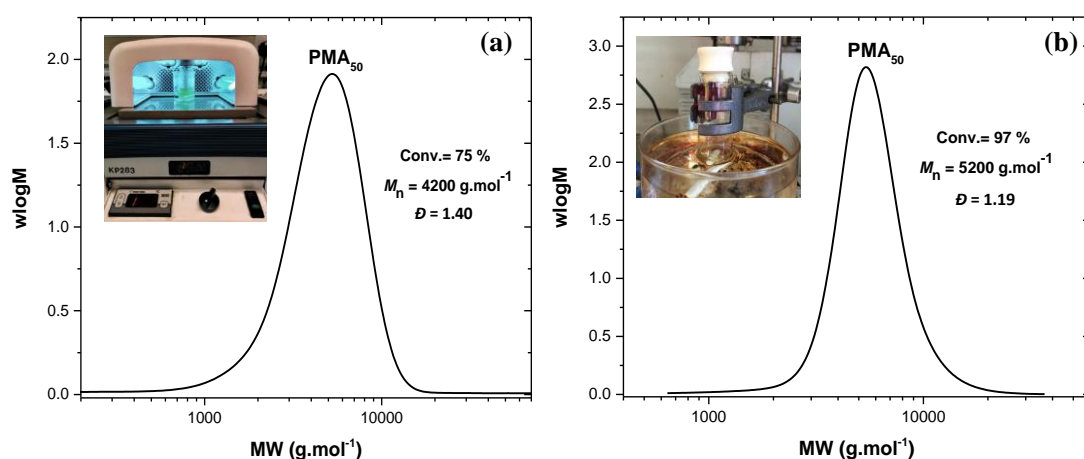 (a)
PMA₅₀
Conv.= 75 %
Mₙ = 4200 g.mol⁻¹
Đ = 1.40
KP283
wlogM
2.0
1.5
1.0
0.5
0.0
1000 10000
MW (g.mol⁻¹)
(b)
PMA₅₀
Conv.= 97 %
Mₙ = 5200 g.mol⁻¹
Đ = 1.19
wlogM
3.0
2.5
2.0
1.5
1.0
0.5
0.0
1000 10000
MW (g.mol⁻¹)